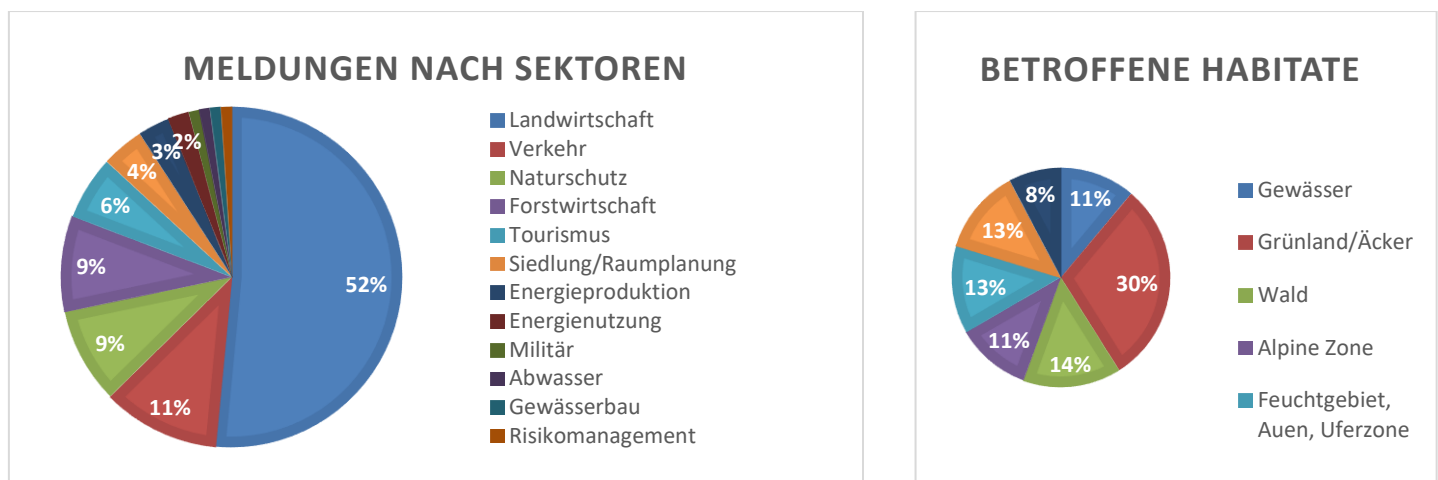 MELDUNGEN NACH SEKTOREN
52%
11%
9%
9%
6%
4%
3%
2%
Landwirtschaft
Verkehr
Naturschutz
Forstwirtschaft
Tourismus
Siedlung/Raumplanung
Energieproduktion
Energienutzung
Militär
Abwasser
Gewässerbau
Risikomanagement
BETROFFENE HABITATE
11%
30%
14%
11%
13%
13%
8%
Gewässer
Grünland/Äcker
Wald
Alpine Zone
Feuchtgebiet,
Auen, Uferzone